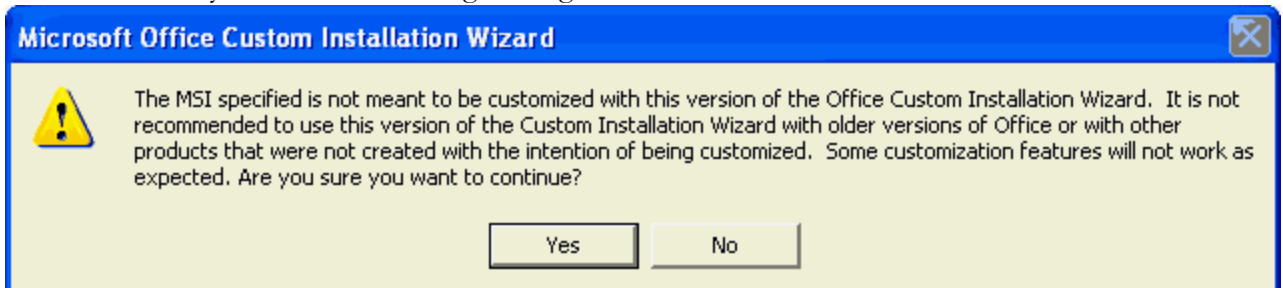 Microsoft Office Custom Installation Wizard
The MSI specified is not meant to be customized with this version of the Office Custom Installation Wizard.  It is not
recommended to use this version of the Custom Installation Wizard with older versions of Office or with other
products that were not created with the intention of being customized.  Some customization features will not work as
expected. Are you sure you want to continue?
Yes No